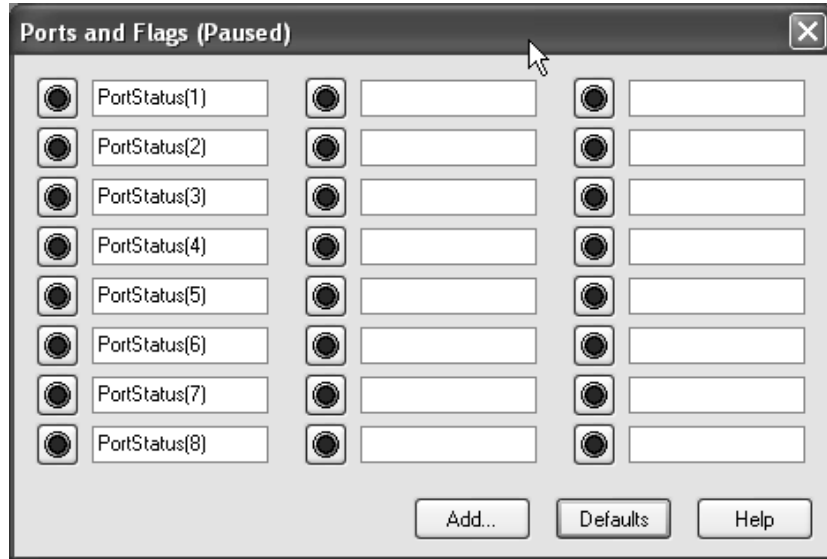 Ports and Flags (Paused)
PortStatus(1)
PortStatus(2)
PortStatus(3)
PortStatus(4)
PortStatus(5)
PortStatus(6)
PortStatus(7)
PortStatus(8)
Add... Defaults Help